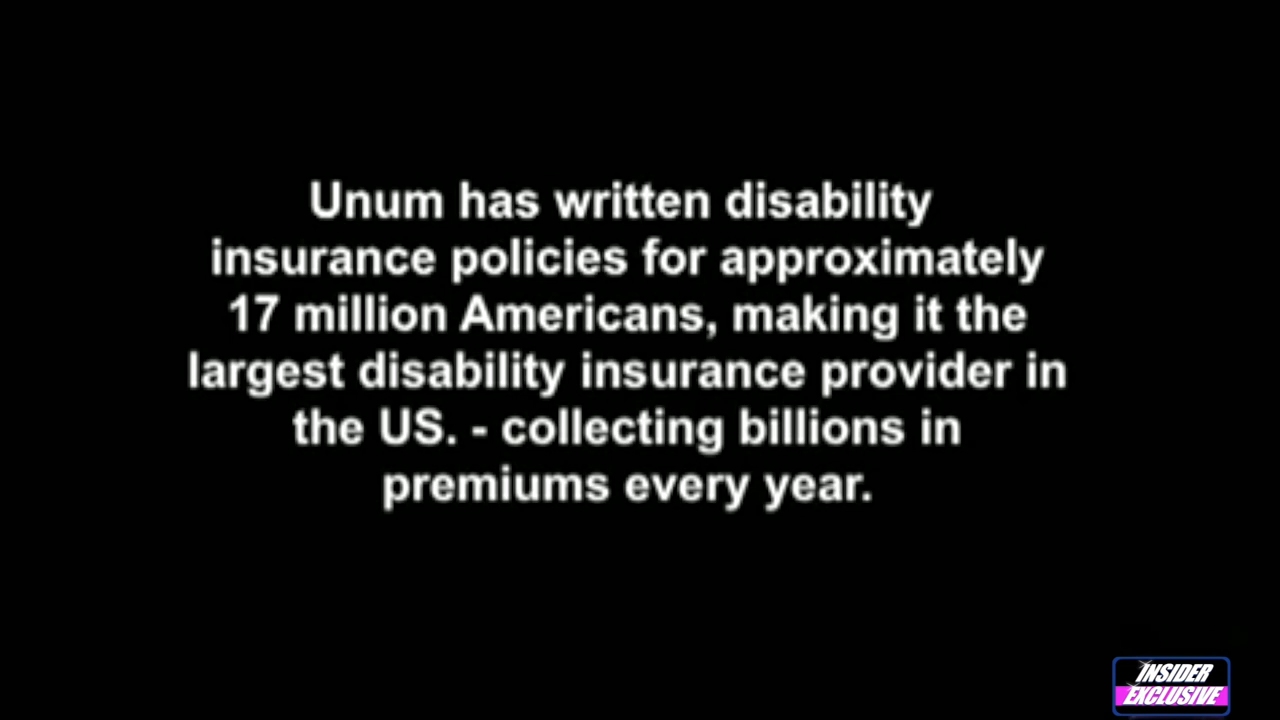 Unum has written disability
insurance policies for approximately
17 million Americans, making it the
largest disability insurance provider in
the US. - collecting billions in
premiums every year.
INSIDER
EXCLUSIVE